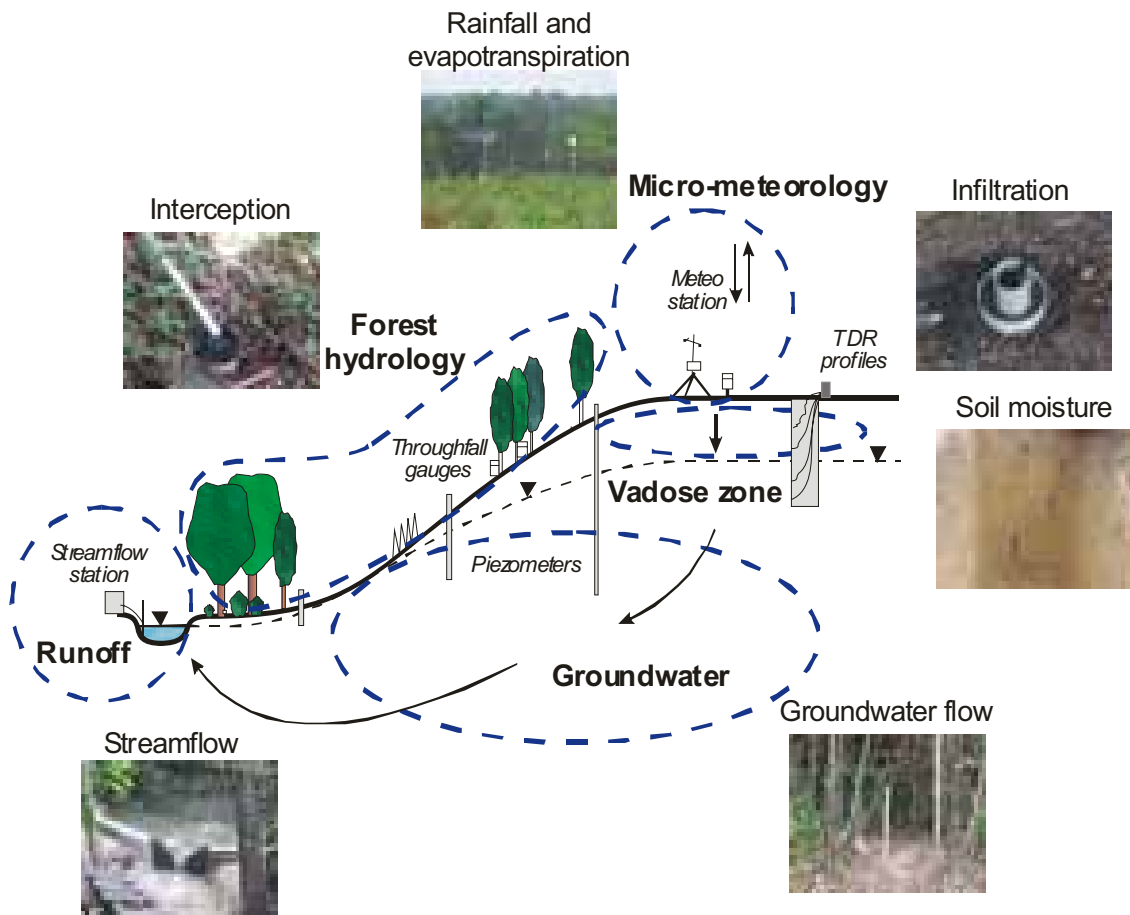 Rainfall and
evapotranspiration
Micro-meteorology
Infiltration
Interception
Meteo
station
Forest
hydrology
TDR
profiles
Soil moisture
Throughfall
gauges
Vadose zone
Streamflow
station
Piezometers
Runoff
Groundwater
Groundwater flow
Streamflow